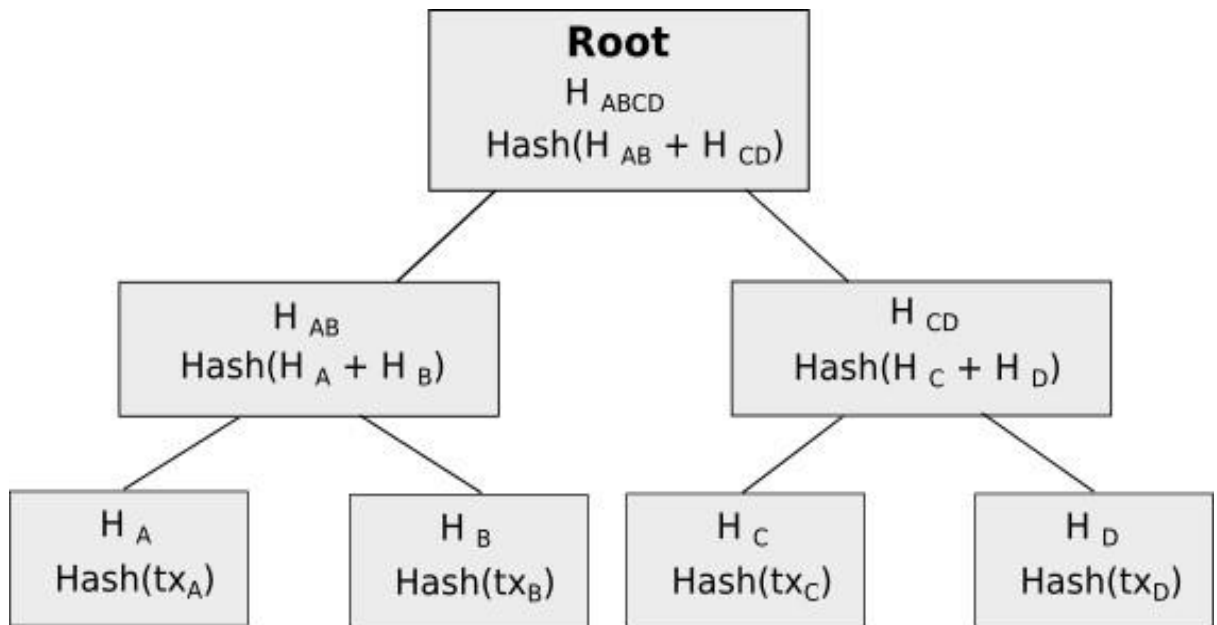 Root
H ABCD
Hash(H AB + H CD)
H AB
Hash(H A + H B)
H CD
Hash(H C + H D)
H A
Hash(txA)
H B
Hash(txB)
H C
Hash(txC)
H D
Hash(txD)